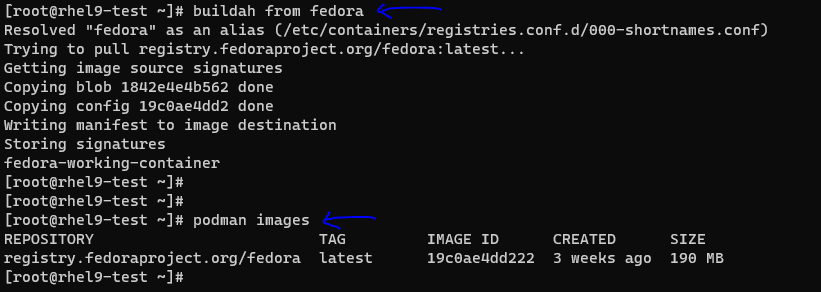 [root@rhel9-test ~]# buildah from fedora
Resolved "fedora" as an alias (/etc/containers/registries.conf.d/000-shortnames.conf)
Trying to pull registry.fedoraproject.org/fedora:latest...
Getting image source signatures
Copying blob 1842e4e4b562 done
Copying config 19c0ae4dd2 done
Writing manifest to image destination
Storing signatures
fedora-working-container
[root@rhel9-test ~]#
[root@rhel9-test ~]#
[root@rhel9-test ~]# podman images
REPOSITORY                         TAG         IMAGE ID      CREATED      SIZE
registry.fedoraproject.org/fedora  latest      19c0ae4dd222  3 weeks ago  190 MB
[root@rhel9-test ~]#